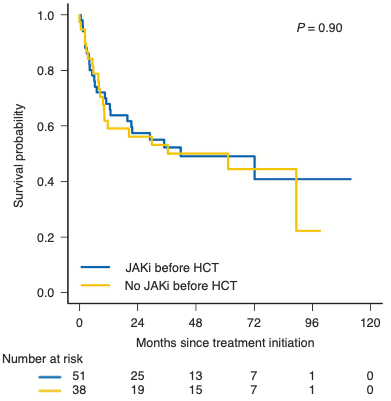 P = 0.90
Survival probability
1.0
0.8
0.6
0.4
0.2
0.0
JAKi before HCT
No JAKi before HCT
0 24 48 72 96 120
Months since treatment initiation
Number at risk
51 25 13 7 1 0
38 19 15 7 1 0